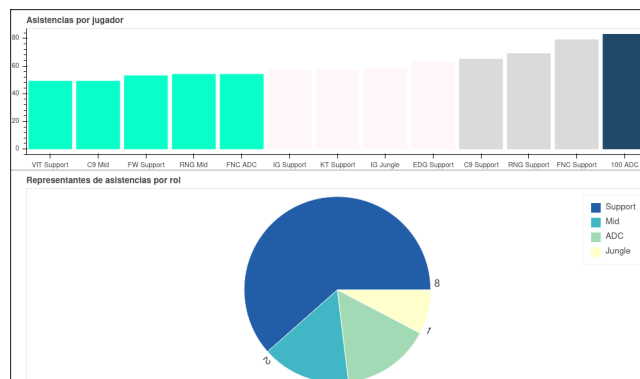 Asistencias por jugador
80
60
40
20
0
VIT Support C9 Mid FW Support RNG Mid FNC ADC IG Support KT Support IG Jungle EDG Support C9 Support RNG Support FNC Support 100 ADC
Representantes de asistencias por rol
Support
Mid
ADC
Jungle
8
1
2